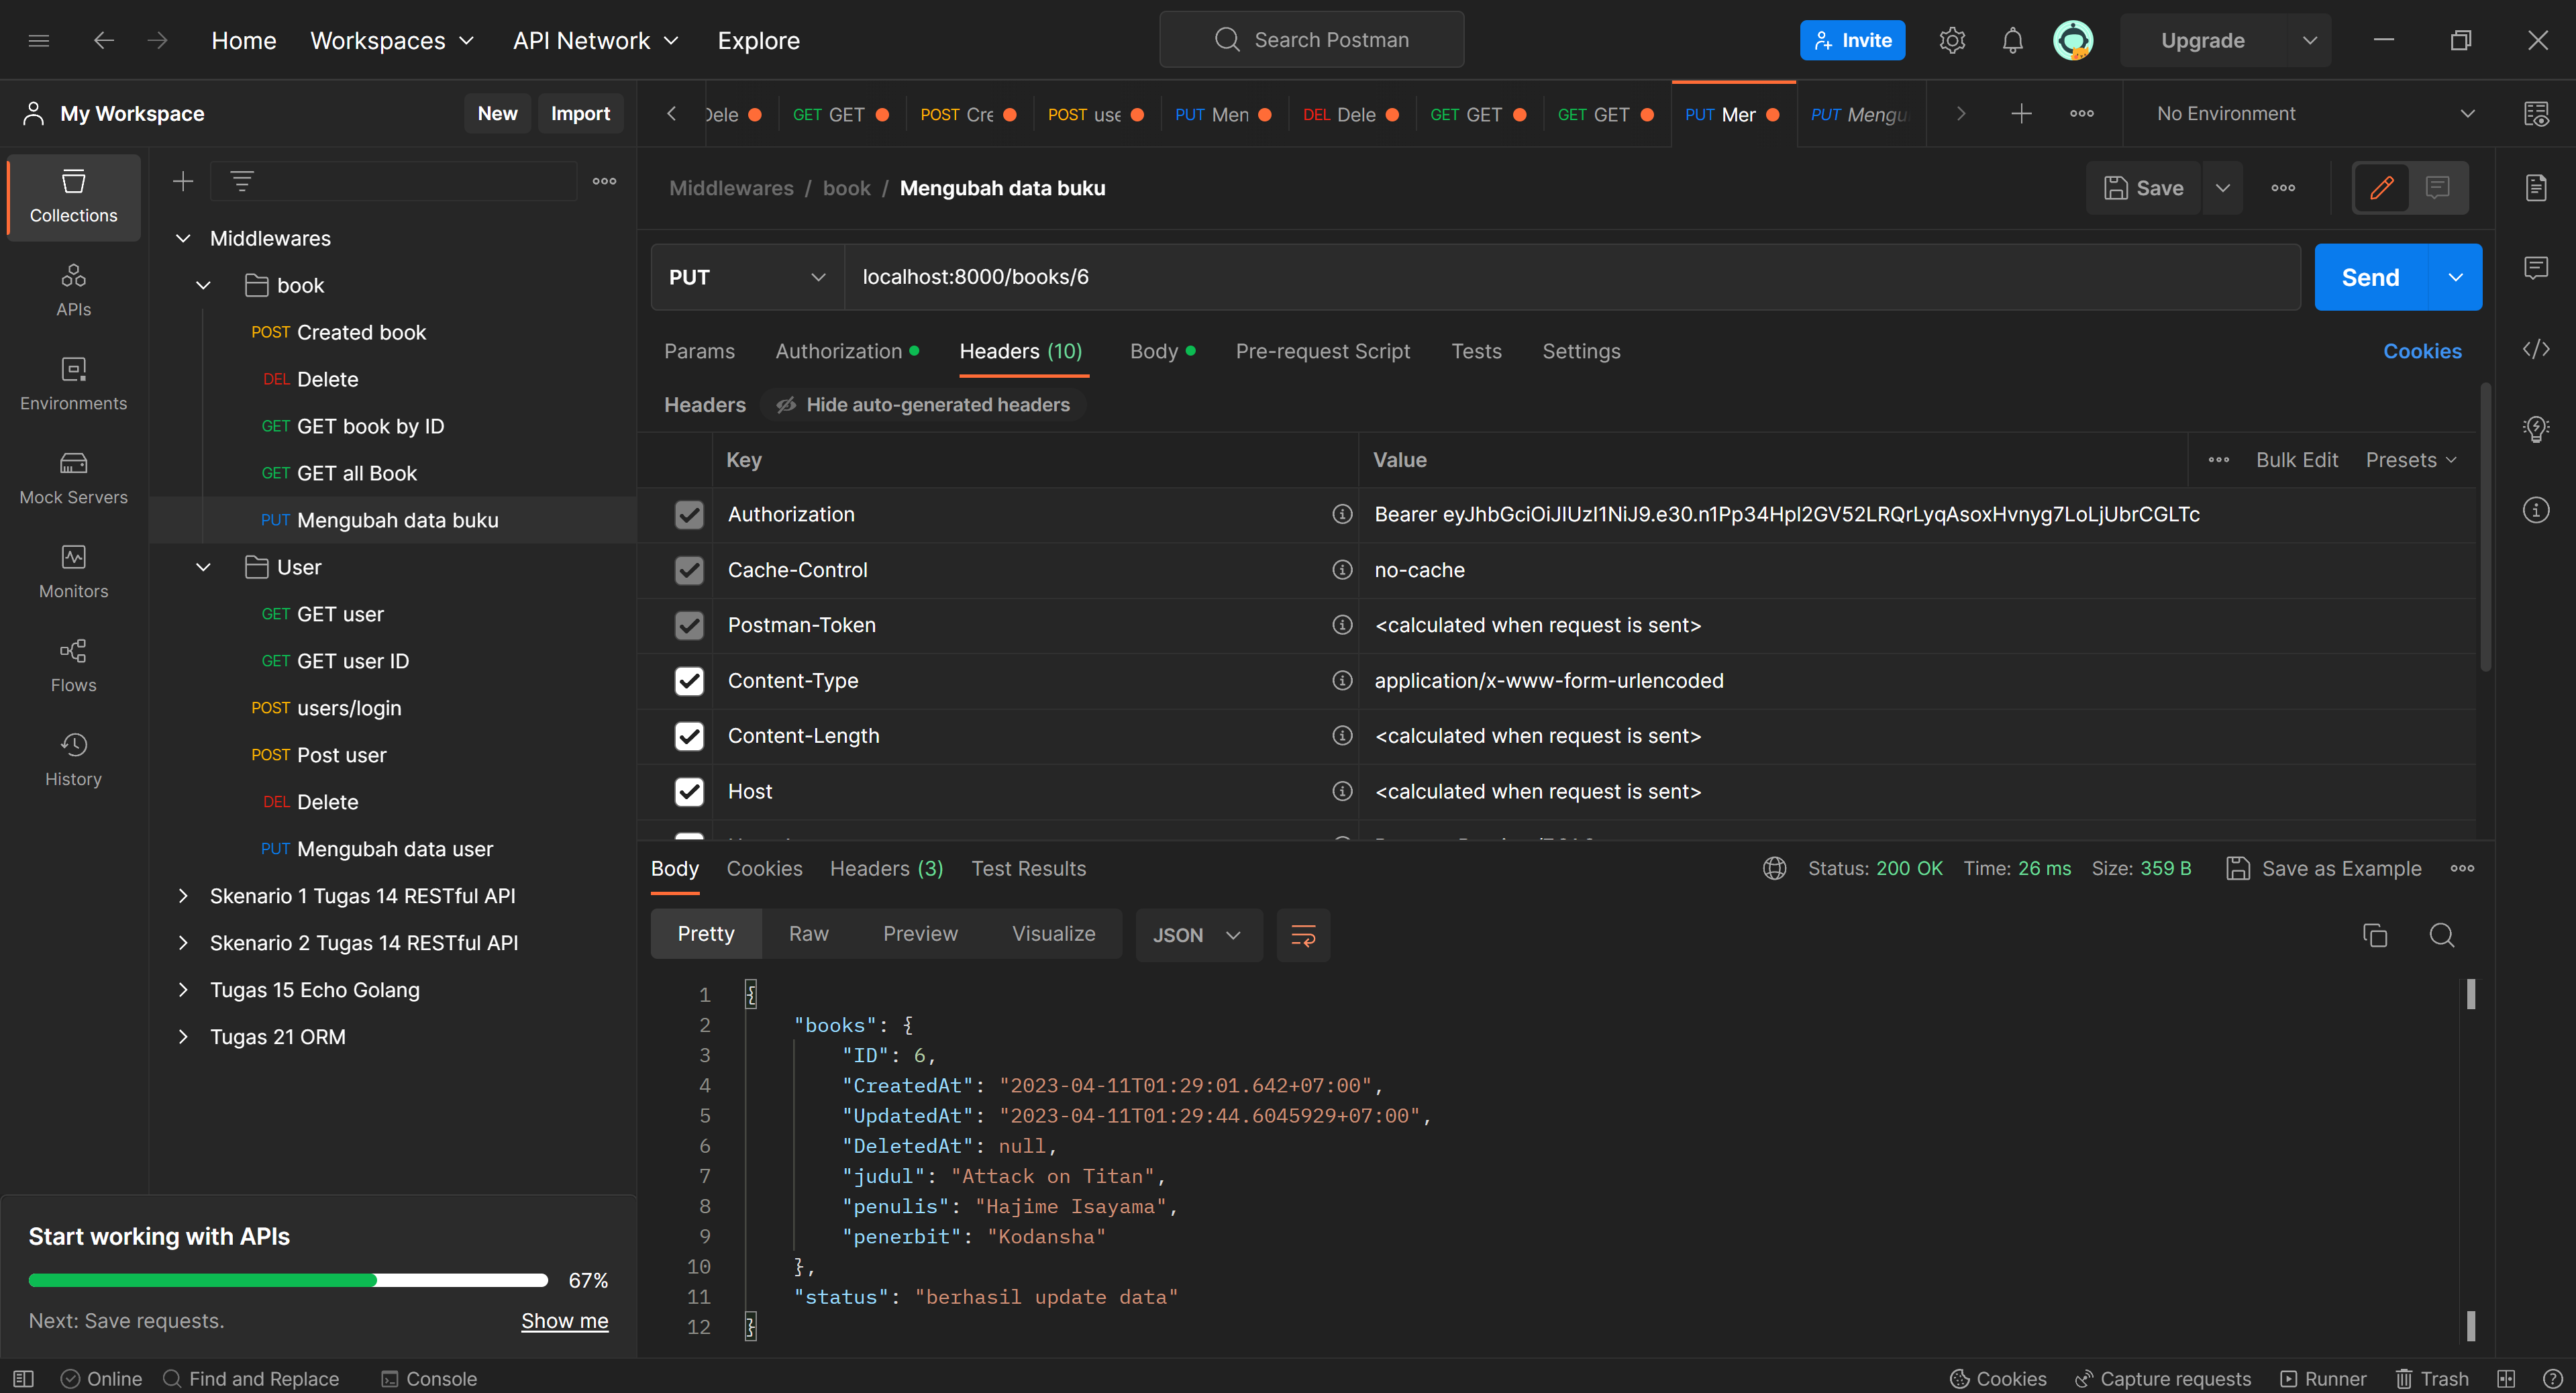 Home Workspaces API Network Explore Search Postman Invite Upgrade
My Workspace New Import
Dele GET GET POST Cre POST use PUT Men DEL Dele GET GET GET GET PUT Mer PUT Mengu No Environment
Collections
APIs
Environments
Mock Servers
Monitors
Flows
History
Middlewares
book
POST Created book
DEL Delete
GET GET book by ID
GET GET all Book
PUT Mengubah data buku
User
GET GET user
GET GET user ID
POST users/login
POST Post user
DEL Delete
PUT Mengubah data user
Skenario 1 Tugas 14 RESTful API
Skenario 2 Tugas 14 RESTful API
Tugas 15 Echo Golang
Tugas 21 ORM
Start working with APIs
67%
Next: Save requests. Show me
Middlewares / book / Mengubah data buku Save
PUT localhost:8000/books/6 Send
Params Authorization Headers (10) Body Pre-request Script Tests Settings Cookies
Headers Hide auto-generated headers
Key Value Bulk Edit Presets
Authorization Bearer eyJhbGciOiJIUzI1NiJ9.e30.n1Pp34HpI2GV52LRQrLyqAsoxHvnyg7LoLjUbrCGLTc
Cache-Control no-cache
Postman-Token <calculated when request is sent>
Content-Type application/x-www-form-urlencoded
Content-Length <calculated when request is sent>
Host <calculated when request is sent>
Body Cookies Headers (3) Test Results Status: 200 OK Time: 26 ms Size: 359 B Save as Example
Pretty Raw Preview Visualize JSON
1 {
2 "books": {
3 "ID": 6,
4 "CreatedAt": "2023-04-11T01:29:01.642+07:00",
5 "UpdatedAt": "2023-04-11T01:29:44.6045929+07:00",
6 "DeletedAt": null,
7 "judul": "Attack on Titan",
8 "penulis": "Hajime Isayama",
9 "penerbit": "Kodansha"
10 },
11 "status": "berhasil update data"
12 }
Online Find and Replace Console Cookies Capture requests Runner Trash